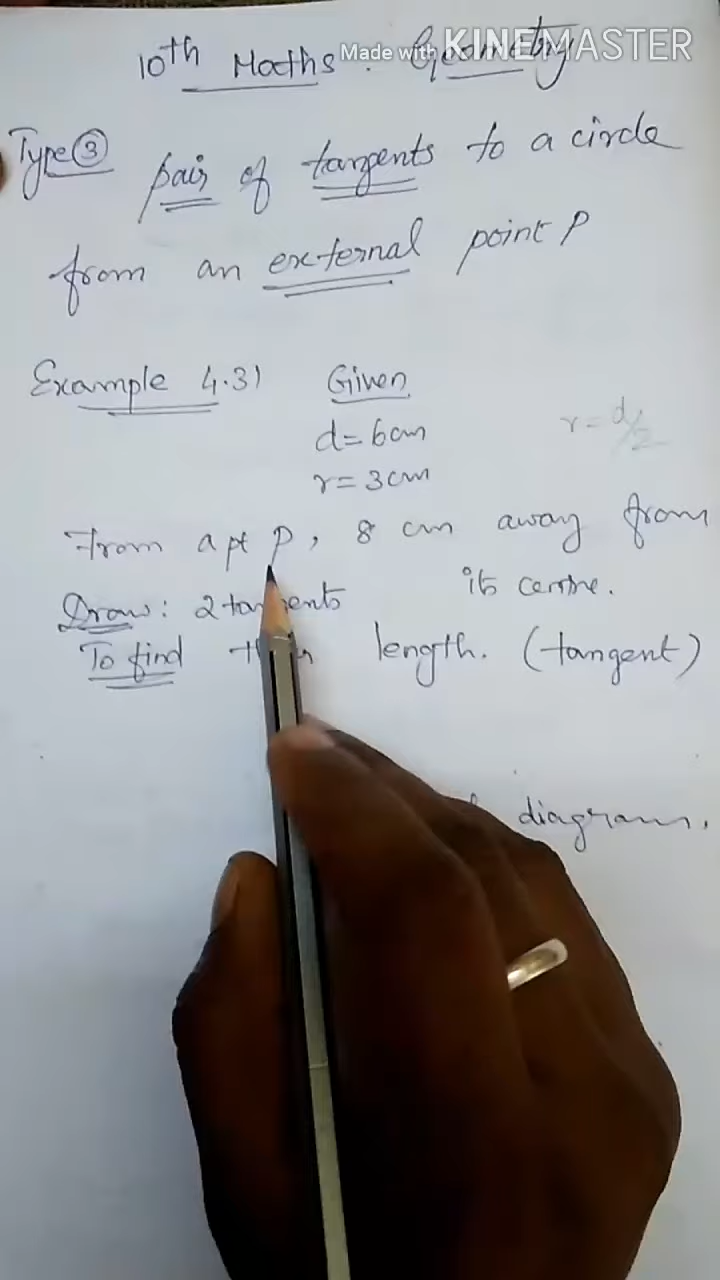 10th Maths. Geometry
Made with KINEMASTER
Type ③ pair of tangents to a circle
from an external point P
Example 4.31 Given
d = 6cm
r = d/2
r = 3cm
From a pt P, 8 cm away from
its centre.
Draw: 2 tangents
To find their length. (tangent)
diagram.